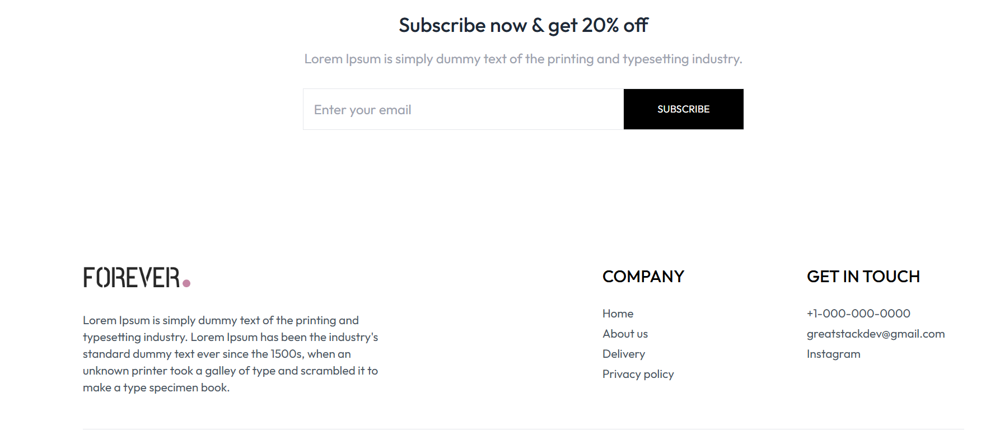 Subscribe now & get 20% off
Lorem Ipsum is simply dummy text of the printing and typesetting industry.
Enter your email
SUBSCRIBE
FOREVER.
Lorem Ipsum is simply dummy text of the printing and
typesetting industry. Lorem Ipsum has been the industry's
standard dummy text ever since the 1500s, when an
unknown printer took a galley of type and scrambled it to
make a type specimen book.
COMPANY
Home
About us
Delivery
Privacy policy
GET IN TOUCH
+1-000-000-0000
greatstackdev@gmail.com
Instagram